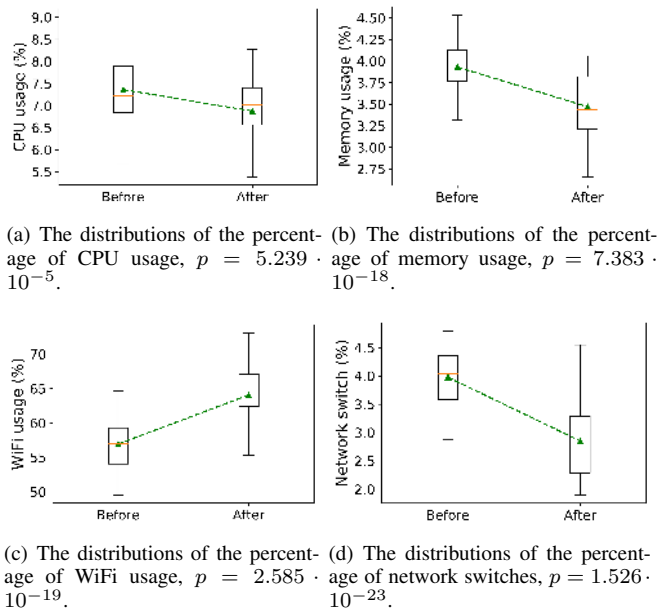 9.0
8.5
8.0
7.5
7.0
6.5
6.0
5.5
CPU usage (%)
Before
After
4.50
4.25
4.00
3.75
3.50
3.25
3.00
2.75
Memory usage (%)
Before
After
(a) The distributions of the percent-
age of CPU usage, p = 5.239 ·
10−5.
(b) The distributions of the percent-
age of memory usage, p = 7.383 ·
10−18.
70
65
60
55
50
WiFi usage (%)
Before
After
4.5
4.0
3.5
3.0
2.5
2.0
Network switch (%)
Before
After
(c) The distributions of the percent-
age of WiFi usage, p = 2.585 ·
10−19.
(d) The distributions of the percent-
age of network switches, p = 1.526·
10−23.